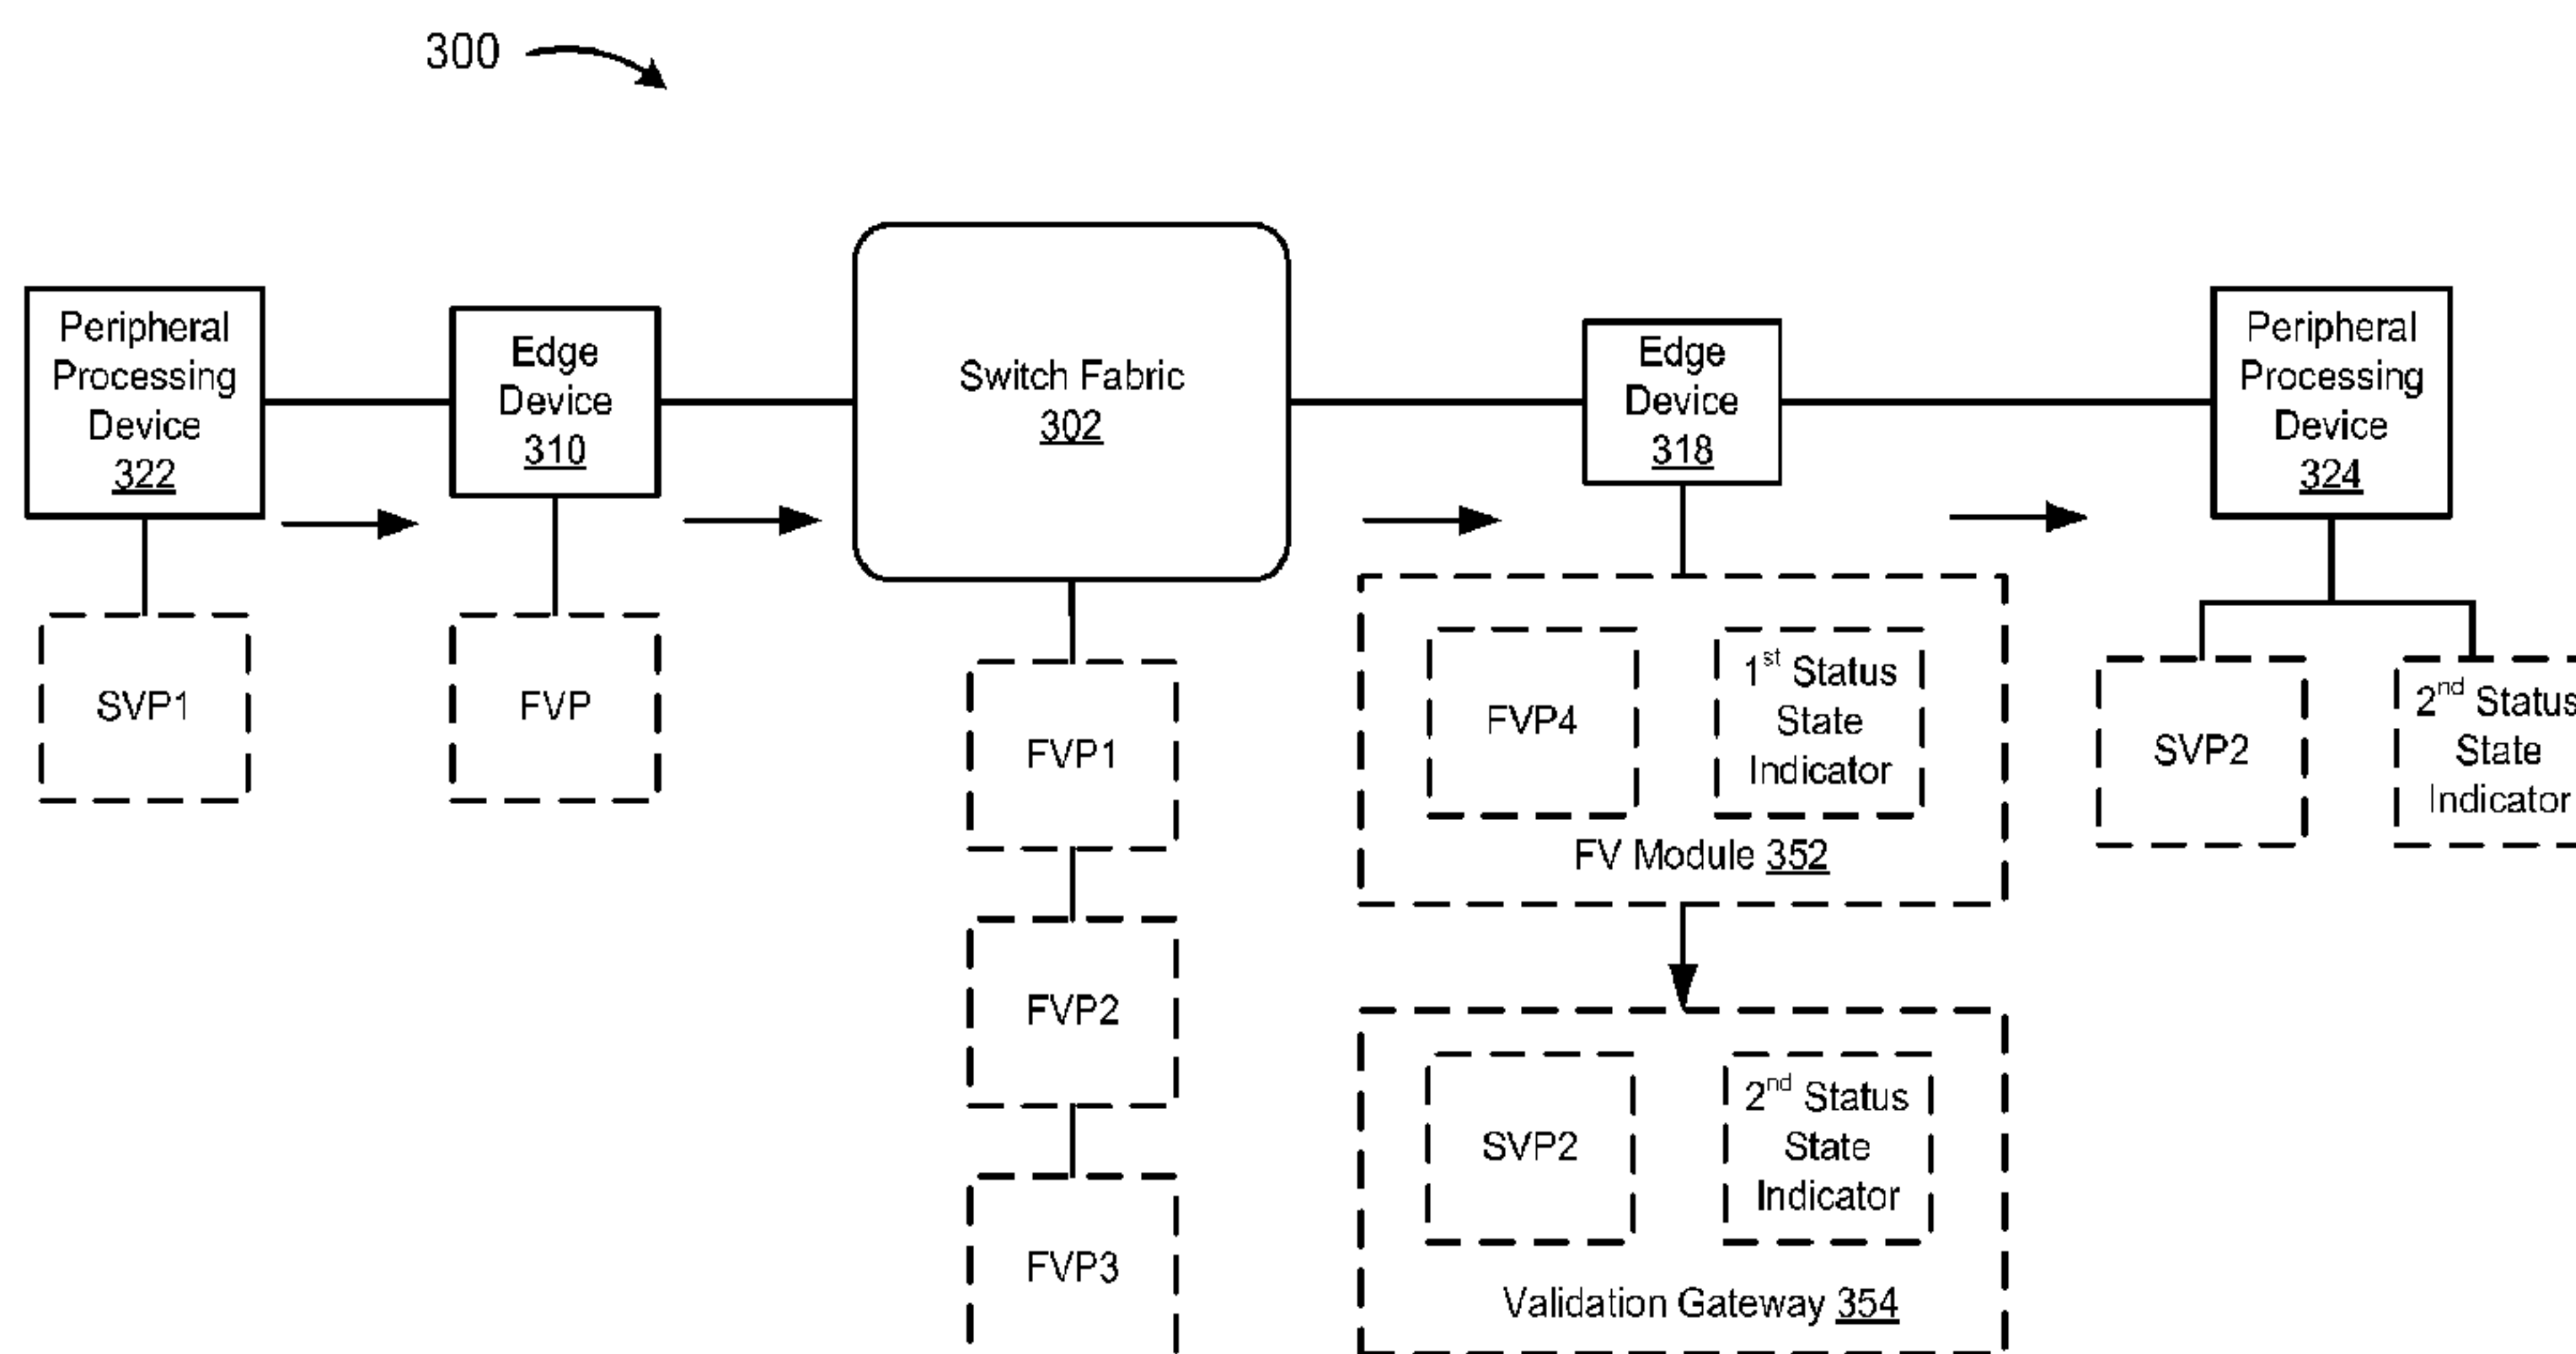 300
Peripheral
Processing
Device
322
Edge
Device
310
Switch Fabric
302
Edge
Device
318
Peripheral
Processing
Device
324
SVP1
FVP
FVP1
FVP2
FVP3
FVP4
1st Status
State
Indicator
FV Module 352
SVP2
2nd Status
State
Indicator
Validation Gateway 354
SVP2
2nd Status
State
Indicator